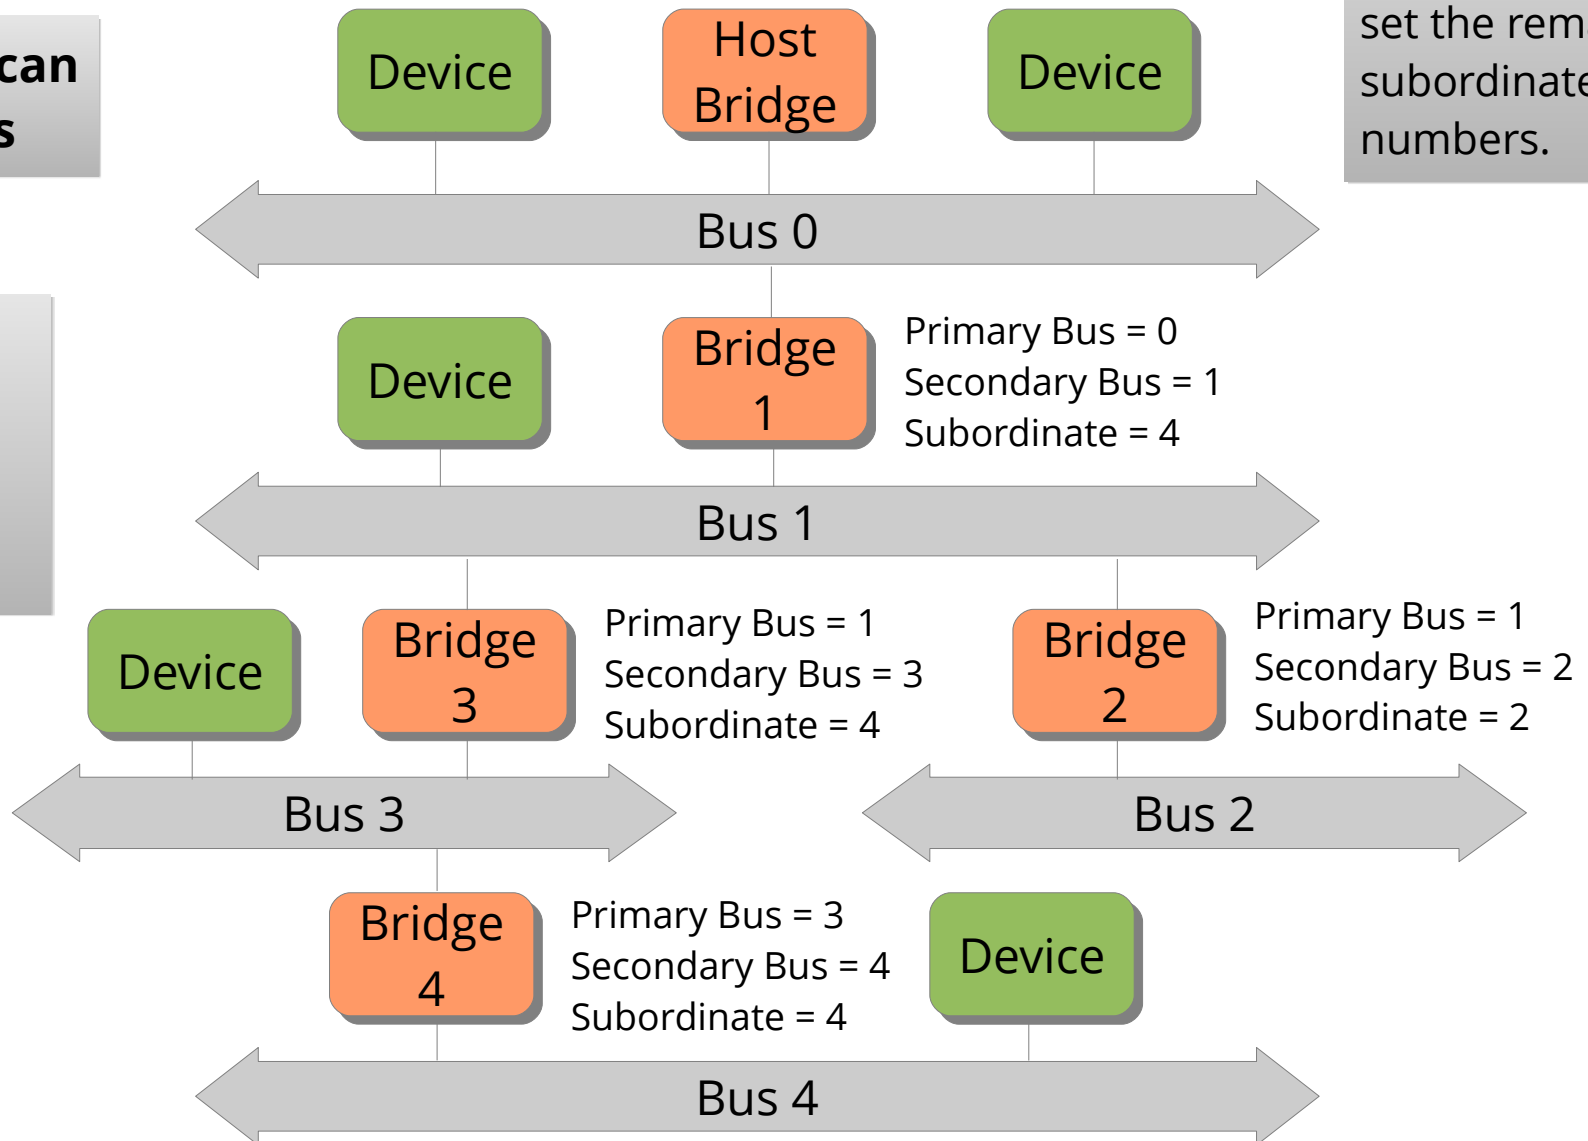 can
s
set the rem
subordinate
numbers.
Device
Host
Bridge
Device
Bus 0
Device
Bridge
1
Primary Bus = 0
Secondary Bus = 1
Subordinate = 4
Bus 1
Device
Bridge
3
Primary Bus = 1
Secondary Bus = 3
Subordinate = 4
Bridge
2
Primary Bus = 1
Secondary Bus = 2
Subordinate = 2
Bus 3
Bus 2
Bridge
4
Primary Bus = 3
Secondary Bus = 4
Subordinate = 4
Device
Bus 4